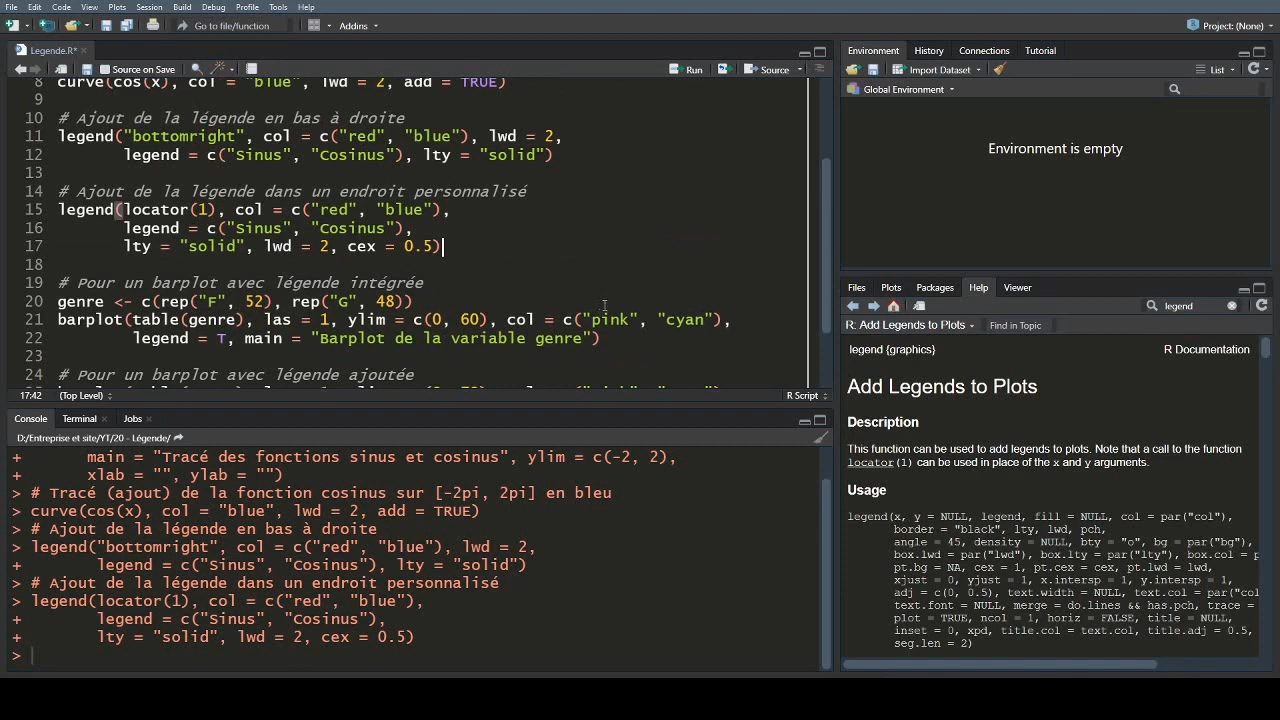 File Edit Code View Plots Session Build Debug Profile Tools Help
Go to file/function Addins Project: (None)
Legende.R*
Source on Save Run Source
8 curve(cos(x), col = "blue", lwd = 2, add = TRUE)
9
10 # Ajout de la légende en bas à droite
11 legend("bottomright", col = c("red", "blue"), lwd = 2,
12 legend = c("Sinus", "Cosinus"), lty = "solid")
13
14 # Ajout de la légende dans un endroit personnalisé
15 legend(locator(1), col = c("red", "blue"),
16 legend = c("Sinus", "Cosinus"),
17 lty = "solid", lwd = 2, cex = 0.5)
18
19 # Pour un barplot avec légende intégrée
20 genre <- c(rep("F", 52), rep("G", 48))
21 barplot(table(genre), las = 1, ylim = c(0, 60), col = c("pink", "cyan"),
22 legend = T, main = "Barplot de la variable genre")
23
24 # Pour un barplot avec légende ajoutée
17:42 (Top Level) R Script
Console Terminal Jobs
D:/Entreprise et site/YT/20 - Légende/
+ main = "Tracé des fonctions sinus et cosinus", ylim = c(-2, 2),
+ xlab = "", ylab = "")
> # Tracé (ajout) de la fonction cosinus sur [-2pi, 2pi] en bleu
> curve(cos(x), col = "blue", lwd = 2, add = TRUE)
> # Ajout de la légende en bas à droite
> legend("bottomright", col = c("red", "blue"), lwd = 2,
+ legend = c("Sinus", "Cosinus"), lty = "solid")
> # Ajout de la légende dans un endroit personnalisé
> legend(locator(1), col = c("red", "blue"),
+ legend = c("Sinus", "Cosinus"),
+ lty = "solid", lwd = 2, cex = 0.5)
>
Environment History Connections Tutorial
Import Dataset List
Global Environment
Environment is empty
Files Plots Packages Help Viewer
legend
R: Add Legends to Plots Find in Topic
legend {graphics} R Documentation
Add Legends to Plots
Description
This function can be used to add legends to plots. Note that a call to the function
locator(1) can be used in place of the x and y arguments.
Usage
legend(x, y = NULL, legend, fill = NULL, col = par("col"),
border = "black", lty, lwd, pch,
angle = 45, density = NULL, bty = "o", bg = par("bg"),
box.lwd = par("lwd"), box.lty = par("lty"), box.col = p
pt.bg = NA, cex = 1, pt.cex = cex, pt.lwd = lwd,
xjust = 0, yjust = 1, x.intersp = 1, y.intersp = 1,
adj = c(0, 0.5), text.width = NULL, text.col = par("col
text.font = NULL, merge = do.lines && has.pch, trace =
plot = TRUE, ncol = 1, horiz = FALSE, title = NULL,
inset = 0, xpd, title.col = text.col, title.adj = 0.5,
seg.len = 2)